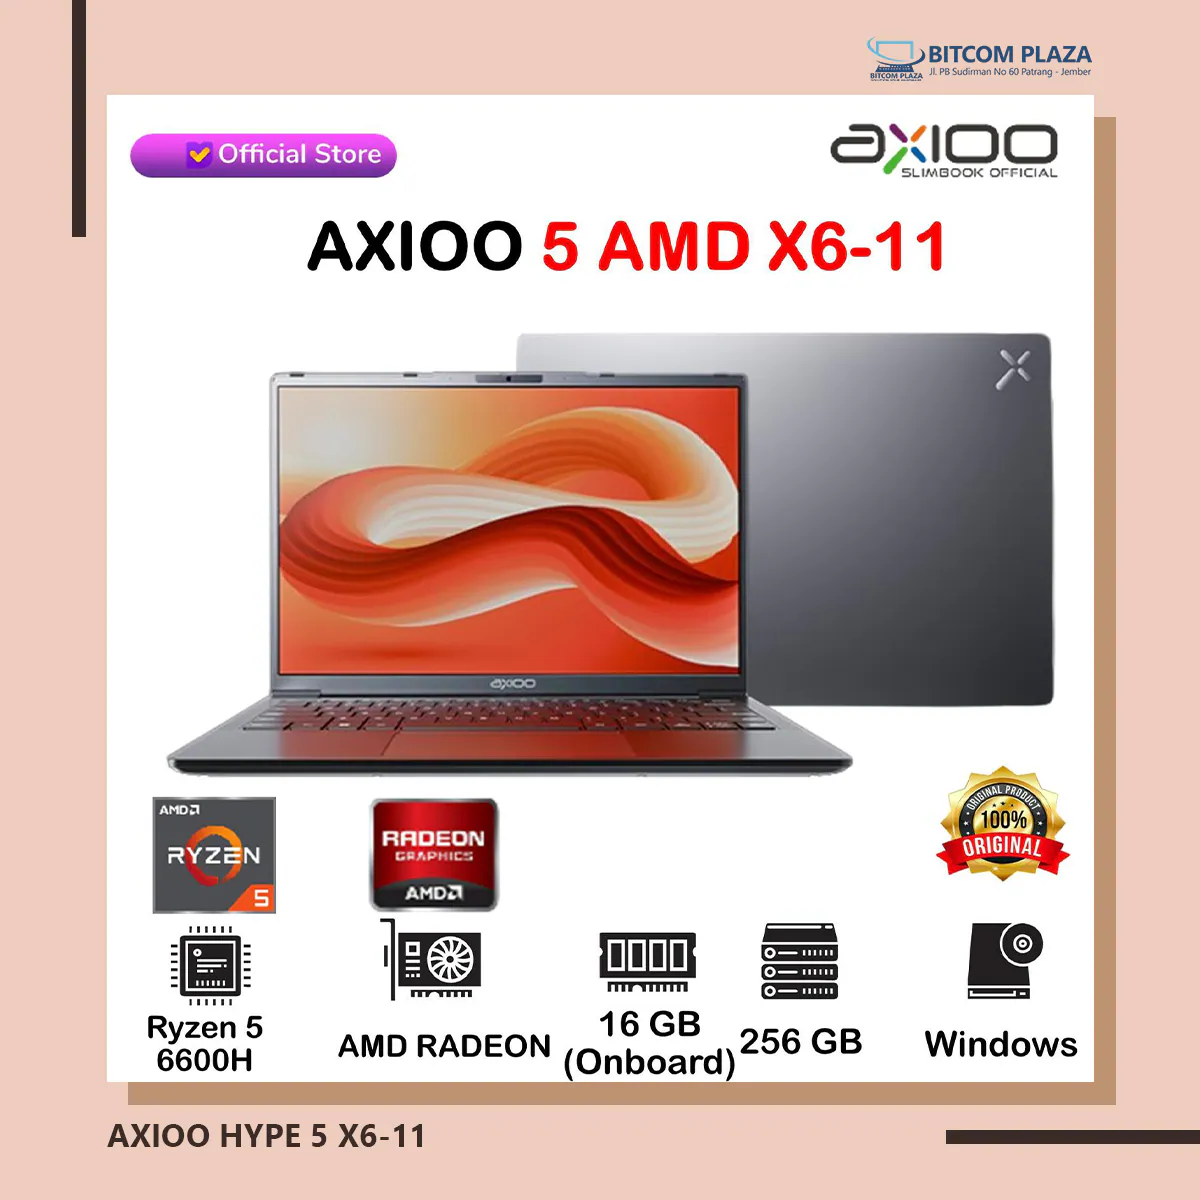 BITCOM PLAZA
BITCOM PLAZA
Jl. PB Sudirman No 60 Patrang - Jember
Official Store
AXIOO
SLIMBOOK OFFICIAL
AXIOO 5 AMD X6-11
AXIOO
AMD
RYZEN
5
RADEON
GRAPHICS
AMD
ORIGINAL PRODUCT
100%
ORIGINAL
Ryzen 5
6600H
AMD RADEON
16 GB
(Onboard)
256 GB
Windows
AXIOO HYPE 5 X6-11